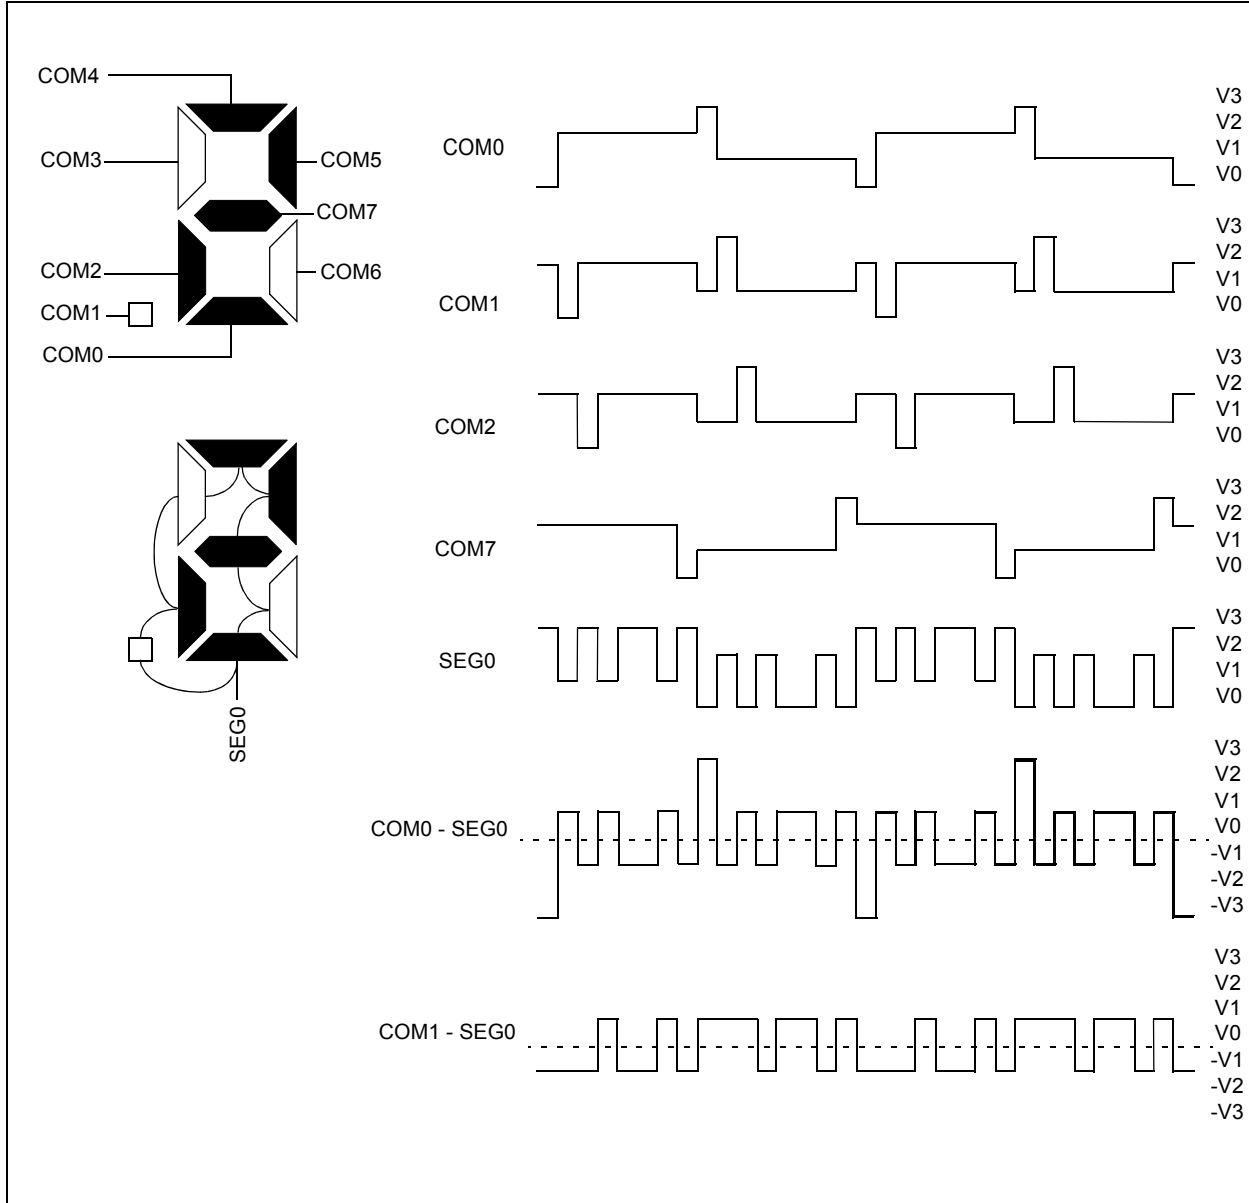 COM4
COM3
COM5
COM7
COM2
COM6
COM1
COM0
SEG0
COM0
V3
V2
V1
V0
COM1
V3
V2
V1
V0
COM2
V3
V2
V1
V0
COM7
V3
V2
V1
V0
SEG0
V3
V2
V1
V0
COM0 - SEG0
V3
V2
V1
V0
-V1
-V2
-V3
COM1 - SEG0
V3
V2
V1
V0
-V1
-V2
-V3